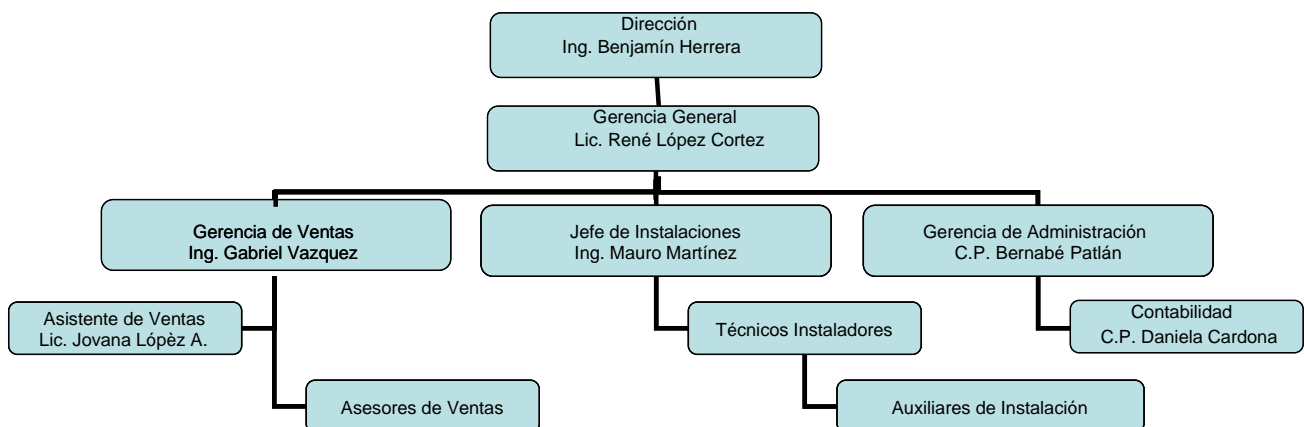 Dirección
Ing. Benjamín Herrera
Gerencia General
Lic. René López Cortez
Gerencia de Ventas
Ing. Gabriel Vazquez
Jefe de Instalaciones
Ing. Mauro Martínez
Gerencia de Administración
C.P. Bernabé Patlán
Asistente de Ventas
Lic. Jovana Lópèz A.
Técnicos Instaladores
Contabilidad
C.P. Daniela Cardona
Asesores de Ventas
Auxiliares de Instalación